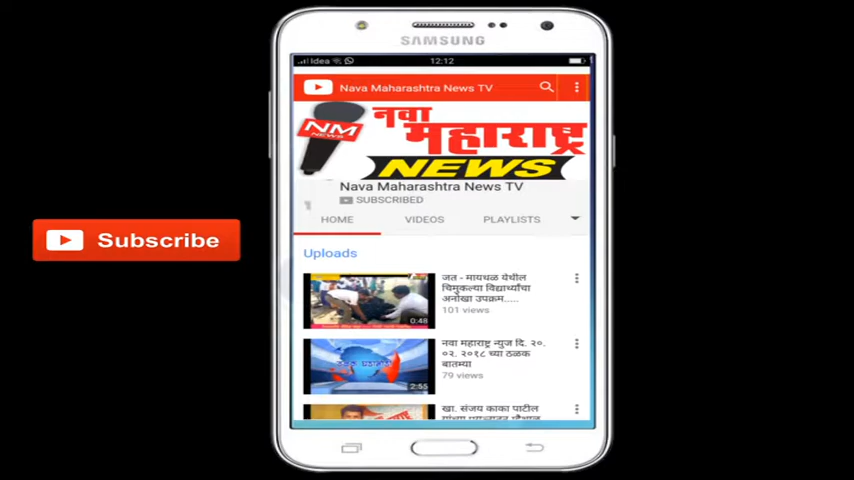 SAMSUNG
Idea
12:12
Nava Maharashtra News TV
नवा
महाराष्ट्र
NM
NEWS
NEWS
Nava Maharashtra News TV
SUBSCRIBED
HOME VIDEOS PLAYLISTS
Subscribe
Uploads
जत - मायथळ येथील
चिमुकल्या विद्यार्थ्यांचा
अनोखा उपक्रम.....
101 views
0:48
नवा महाराष्ट्र न्युज दि. २०.
०२. २०१८ च्या ठळक
बातम्या
79 views
2:55
खा. संजय काका पाटील